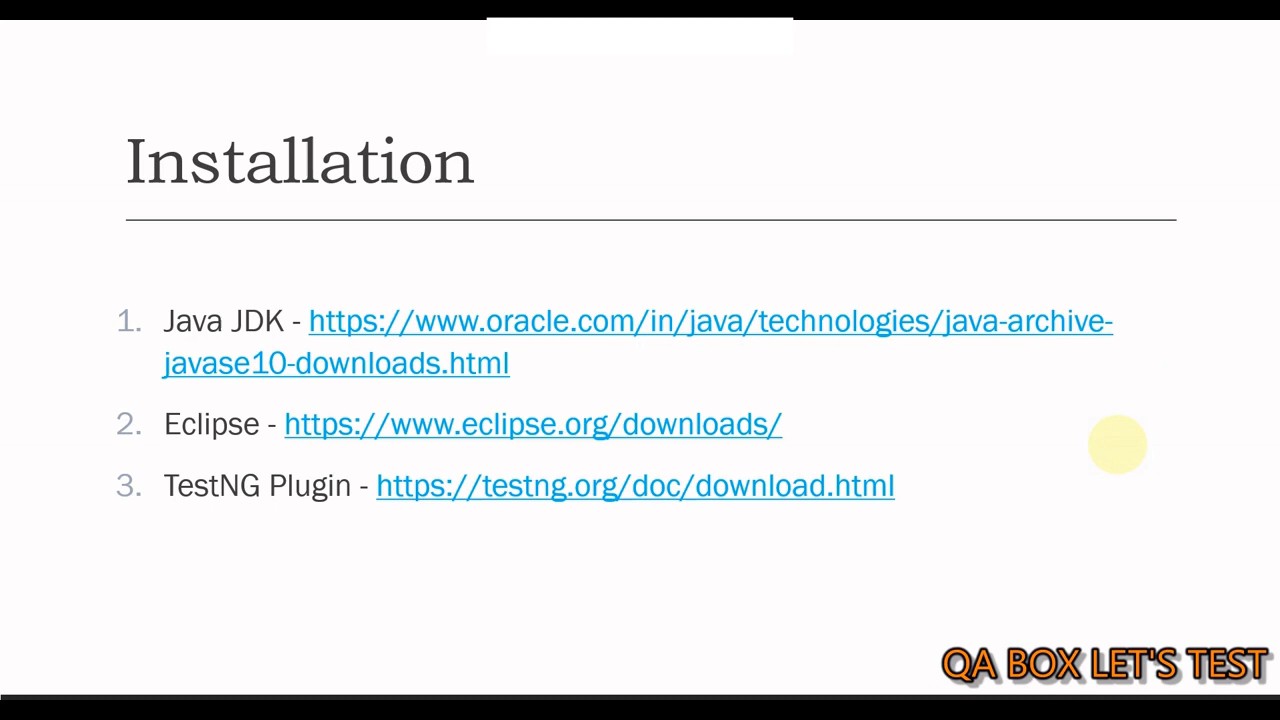 Installation
1. Java JDK - https://www.oracle.com/in/java/technologies/java-archive-
javase10-downloads.html
2. Eclipse - https://www.eclipse.org/downloads/
3. TestNG Plugin - https://testng.org/doc/download.html
QA BOX LET'S TEST